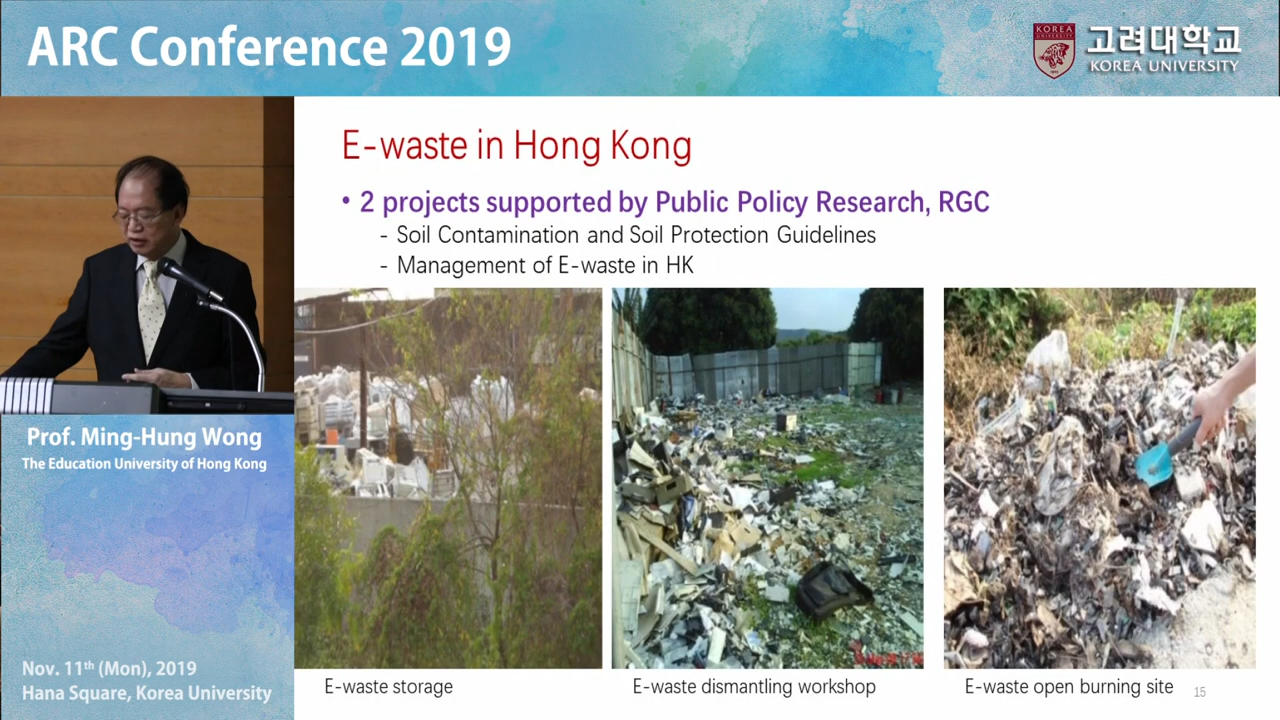 ARC Conference 2019
KOREA
UNIVERSITY
고려대학교
KOREA UNIVERSITY
E-waste in Hong Kong
• 2 projects supported by Public Policy Research, RGC
- Soil Contamination and Soil Protection Guidelines
- Management of E-waste in HK
Prof. Ming-Hung Wong
The Education University of Hong Kong
Nov. 11th (Mon), 2019
Hana Square, Korea University
E-waste storage
E-waste dismantling workshop
E-waste open burning site
15